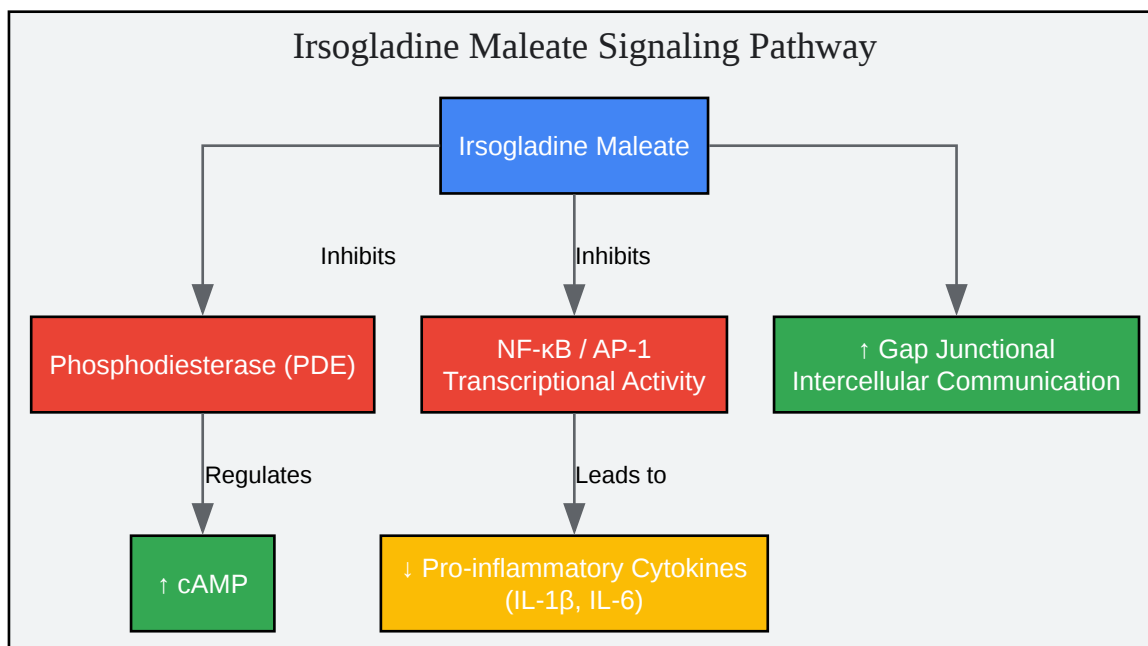 Irsogladine Maleate Signaling Pathway
Irsogladine Maleate
Inhibits
Inhibits
Phosphodiesterase (PDE)
NF-κB / AP-1
Transcriptional Activity
↑ Gap Junctional
Intercellular Communication
Regulates
Leads to
↑ cAMP
↓ Pro-inflammatory Cytokines
(IL-1β, IL-6)